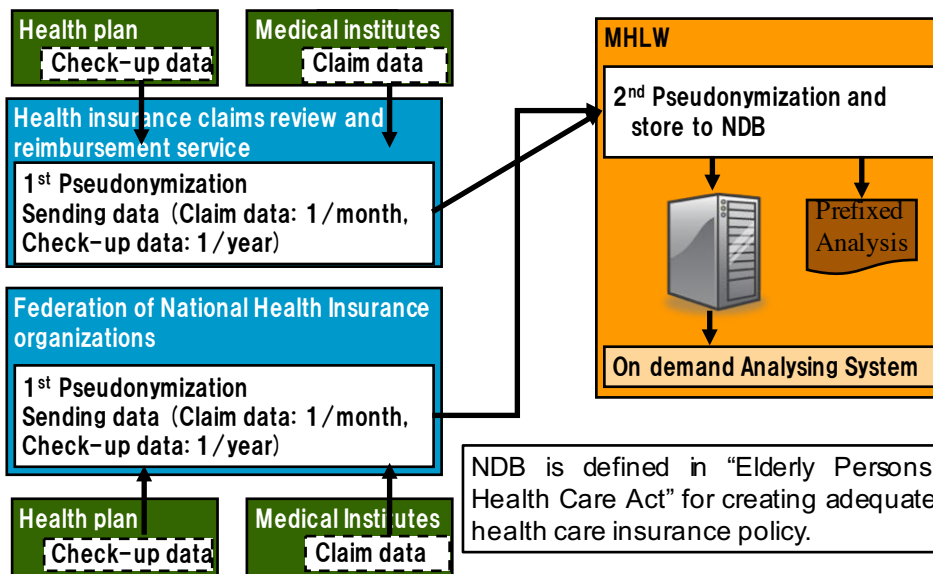 Health plan
Check-up data
Medical institutes
Claim data
Health insurance claims review and
reimbursement service
1st Pseudonymization
Sending data (Claim data: 1/month,
Check-up data: 1/year)
Federation of National Health Insurance
organizations
1st Pseudonymization
Sending data (Claim data: 1/month,
Check-up data: 1/year)
Health plan
Check-up data
Medical Institutes
Claim data
MHLW
2nd Pseudonymization and
store to NDB
Prefixed
Analysis
On demand Analysing System
NDB is defined in “Elderly Persons
Health Care Act” for creating adequate
health care insurance policy.